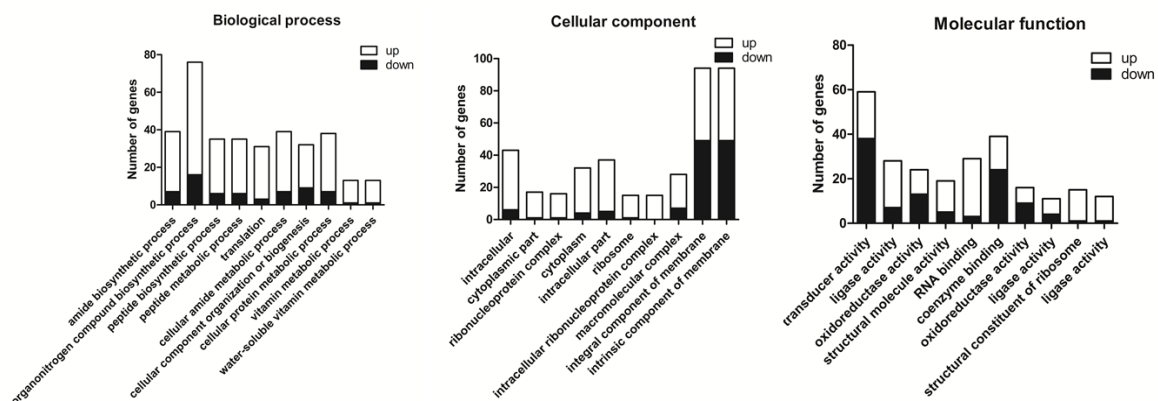 Biological process
up
down
Number of genes
80
60
40
20
0
amide biosynthetic process
organonitrogen compound biosynthetic process
peptide biosynthetic process
peptide metabolic process
translation
cellular amide metabolic process
cellular component organization or biogenesis
cellular protein metabolic process
vitamin metabolic process
water-soluble vitamin metabolic process
Cellular component
up
down
Number of genes
100
80
60
40
20
0
intracellular
cytoplasmic part
ribonucleoprotein complex
cytoplasm
intracellular part
ribosome
intracellular ribonucleoprotein complex
macromolecular complex
integral component of membrane
intrinsic component of membrane
Molecular function
up
down
Number of genes
80
60
40
20
0
transducer activity
ligase activity
oxidoreductase activity
structural molecule activity
RNA binding
coenzyme binding
oxidoreductase activity
ligase activity
structural constituent of ribosome
ligase activity